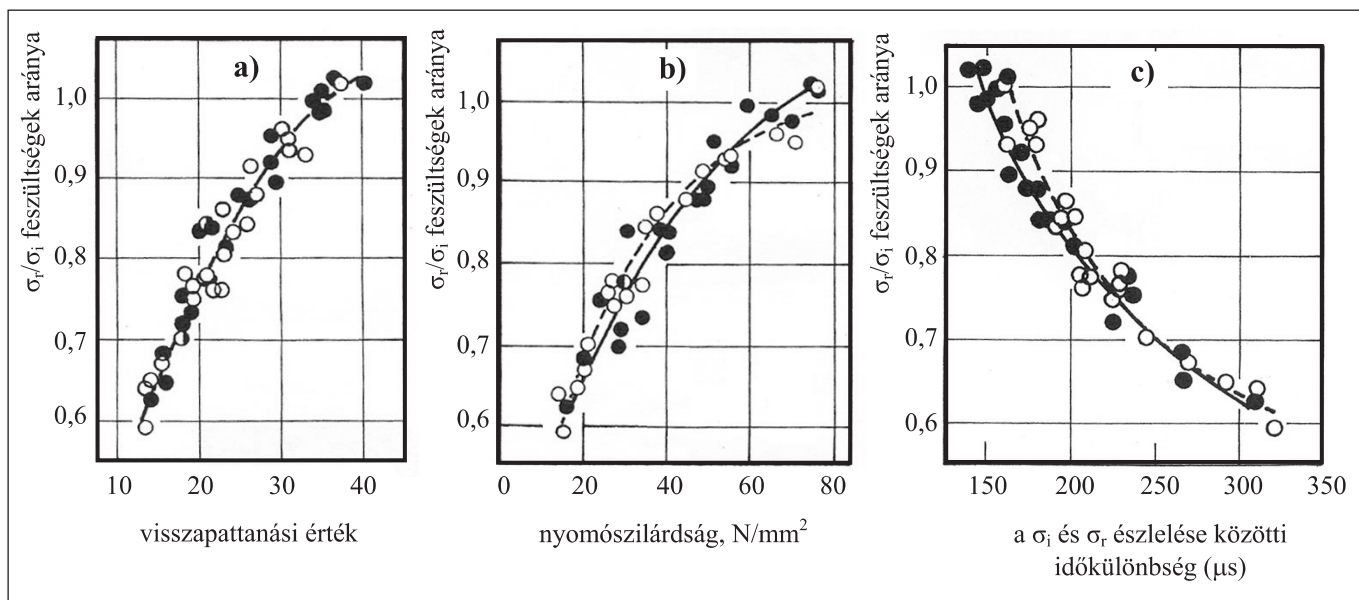 σr/σi feszültségek aránya
a)
1,0
0,9
0,8
0,7
0,6
10 20 30 40
visszapattanási érték
σr/σi feszültségek aránya
b)
1,0
0,9
0,8
0,7
0,6
0 20 40 60 80
nyomószilárdság, N/mm²
σr/σi feszültségek aránya
c)
1,0
0,9
0,8
0,7
0,6
150 200 250 300 350
a σi és σr észlelése közötti
időkülönbség (μs)